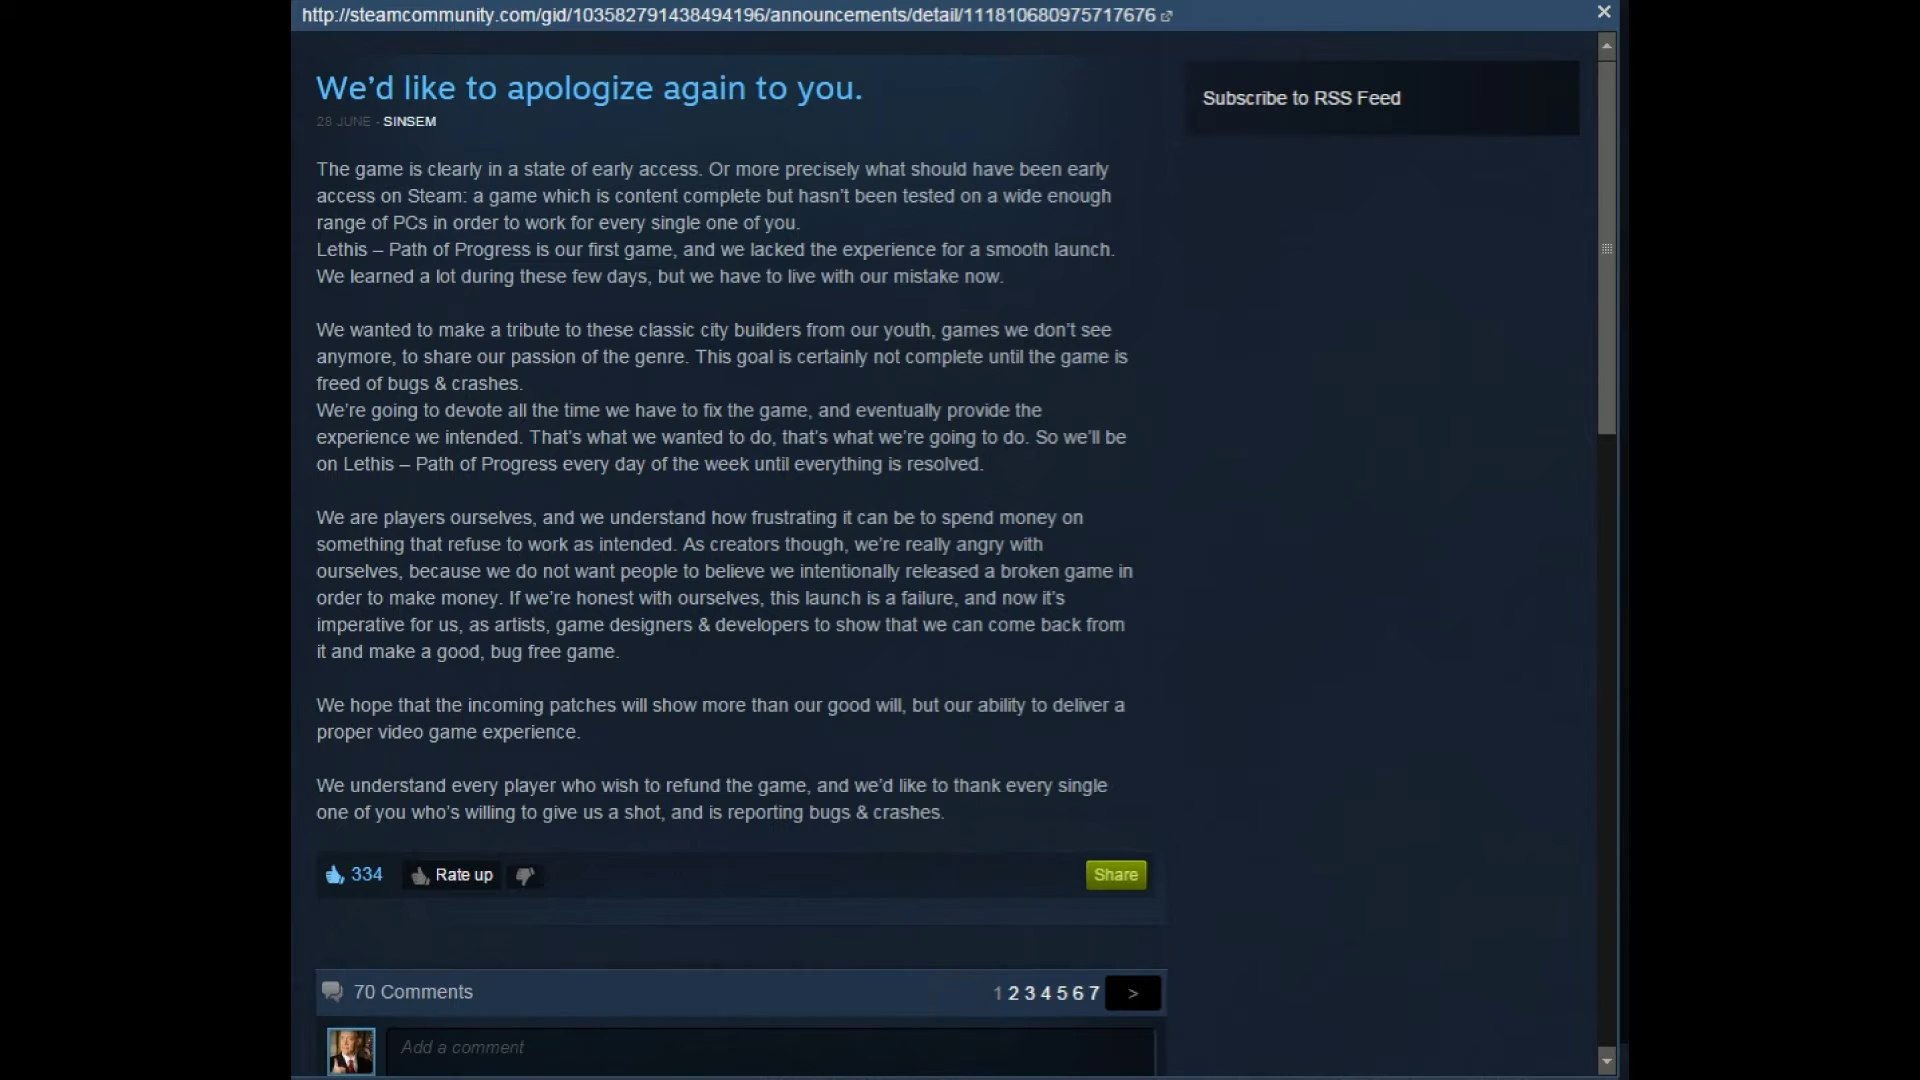 http://steamcommunity.com/gid/103582791438494196/announcements/detail/111810680975717676
We'd like to apologize again to you.
28 JUNE - SINSEM
Subscribe to RSS Feed
The game is clearly in a state of early access. Or more precisely what should have been early
access on Steam: a game which is content complete but hasn't been tested on a wide enough
range of PCs in order to work for every single one of you.
Lethis – Path of Progress is our first game, and we lacked the experience for a smooth launch.
We learned a lot during these few days, but we have to live with our mistake now.
We wanted to make a tribute to these classic city builders from our youth, games we don't see
anymore, to share our passion of the genre. This goal is certainly not complete until the game is
freed of bugs & crashes.
We're going to devote all the time we have to fix the game, and eventually provide the
experience we intended. That's what we wanted to do, that's what we're going to do. So we'll be
on Lethis – Path of Progress every day of the week until everything is resolved.
We are players ourselves, and we understand how frustrating it can be to spend money on
something that refuse to work as intended. As creators though, we're really angry with
ourselves, because we do not want people to believe we intentionally released a broken game in
order to make money. If we're honest with ourselves, this launch is a failure, and now it's
imperative for us, as artists, game designers & developers to show that we can come back from
it and make a good, bug free game.
We hope that the incoming patches will show more than our good will, but our ability to deliver a
proper video game experience.
We understand every player who wish to refund the game, and we'd like to thank every single
one of you who's willing to give us a shot, and is reporting bugs & crashes.
334 Rate up Share
70 Comments 1 2 3 4 5 6 7 >
Add a comment